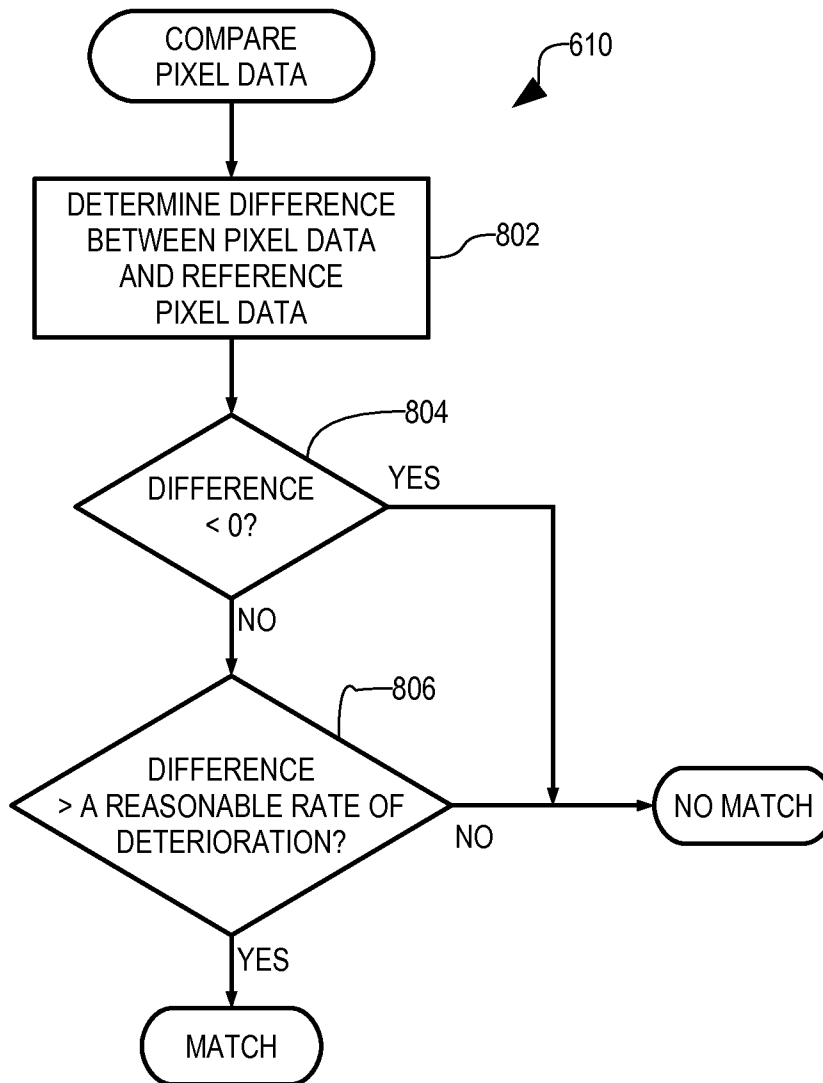 COMPARE
PIXEL DATA
610
DETERMINE DIFFERENCE
BETWEEN PIXEL DATA
AND REFERENCE
PIXEL DATA
802
804
DIFFERENCE
< 0?
YES
NO
806
DIFFERENCE
> A REASONABLE RATE OF
DETERIORATION?
NO
NO MATCH
YES
MATCH